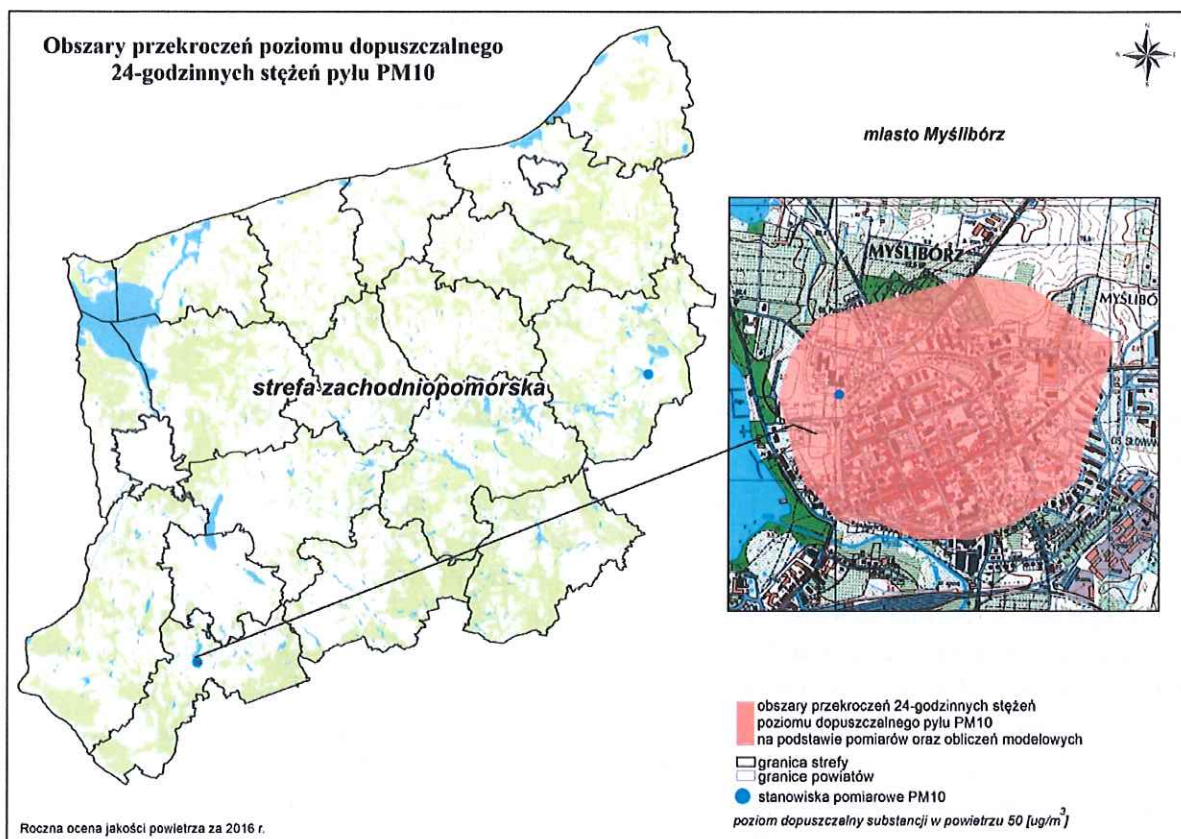 Obszary przekroczeń poziomu dopuszczalnego
24-godzinnych stężeń pyłu PM10
miasto Myślibórz
MYŚLIBÓRZ
MYŚLIBÓ
strefa zachodniopomorska
obszary przekroczeń 24-godzinnych stężeń
poziomu dopuszczalnego pyłu PM10
na podstawie pomiarów oraz obliczeń modelowych
granica strefy
granice powiatów
stanowiska pomiarowe PM10
poziom dopuszczalny substancji w powietrzu 50 [ug/m³]
Roczna ocena jakości powietrza za 2016 r.